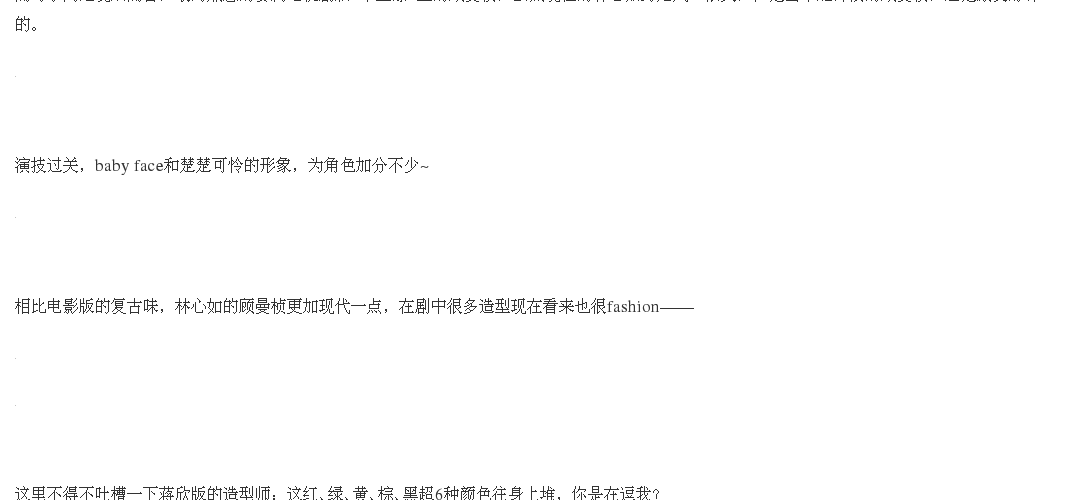 的。
演技过关，baby face和楚楚可怜的形象，为角色加分不少~
相比电影版的复古味，林心如的顾曼桢更加现代一点，在剧中很多造型现在看来也很fashion——
这里不得不吐槽一下蒋欣版的造型师：这红、绿、黄、棕、黑超6种颜色往身上堆，你是在逗我？